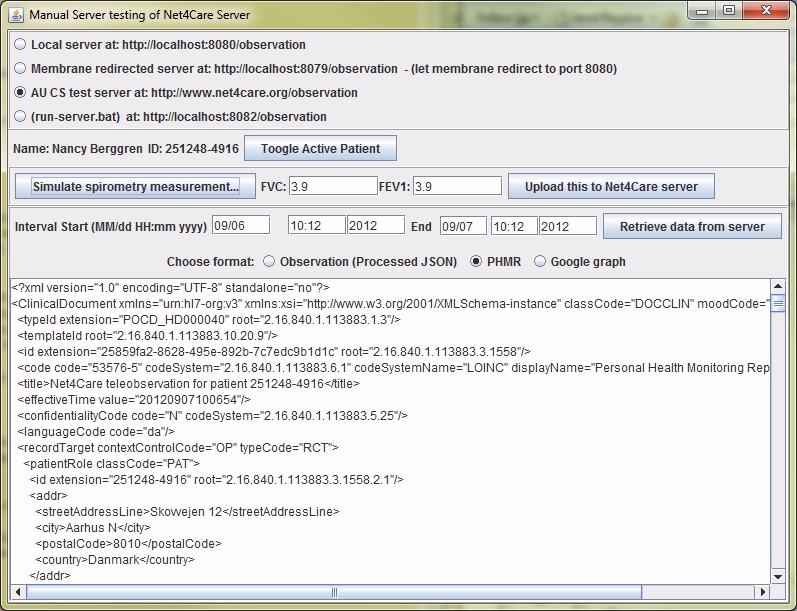 Manual Server testing of Net4Care Server
Local server at: http://localhost:8080/observation
Membrane redirected server at: http://localhost:8079/observation - (let membrane redirect to port 8080)
AU CS test server at: http://www.net4care.org/observation
(run-server.bat) at: http://localhost:8082/observation
Name: Nancy Berggren ID: 251248-4916 Toogle Active Patient
Simulate spirometry measurement... FVC: 3.9 FEV1: 3.9 Upload this to Net4Care server
Interval Start (MM/dd HH:mm yyyy) 09/06 10:12 2012 End 09/07 10:12 2012 Retrieve data from server
Choose format: Observation (Processed JSON) PHMR Google graph
<?xml version="1.0" encoding="UTF-8" standalone="no"?>
<ClinicalDocument xmlns="urn:hl7-org:v3" xmlns:xsi="http://www.w3.org/2001/XMLSchema-instance" classCode="DOCCLIN" moodCode="
<typeId extension="POCD_HD000040" root="2.16.840.1.113883.1.3"/>
<templateId root="2.16.840.1.113883.10.20.9"/>
<id extension="25859fa2-8628-495e-892b-7c7edc9b1d1c" root="2.16.840.1.113883.3.1558"/>
<code code="53576-5" codeSystem="2.16.840.1.113883.6.1" codeSystemName="LOINC" displayName="Personal Health Monitoring Rep
<title>Net4Care teleobservation for patient 251248-4916</title>
<effectiveTime value="20120907100654"/>
<confidentialityCode code="N" codeSystem="2.16.840.1.113883.5.25"/>
<languageCode code="da"/>
<recordTarget contextControlCode="OP" typeCode="RCT">
<patientRole classCode="PAT">
<id extension="251248-4916" root="2.16.840.1.113883.3.1558.2.1"/>
<addr>
<streetAddressLine>Skovvejen 12</streetAddressLine>
<city>Aarhus N</city>
<postalCode>8010</postalCode>
<country>Danmark</country>
</addr>